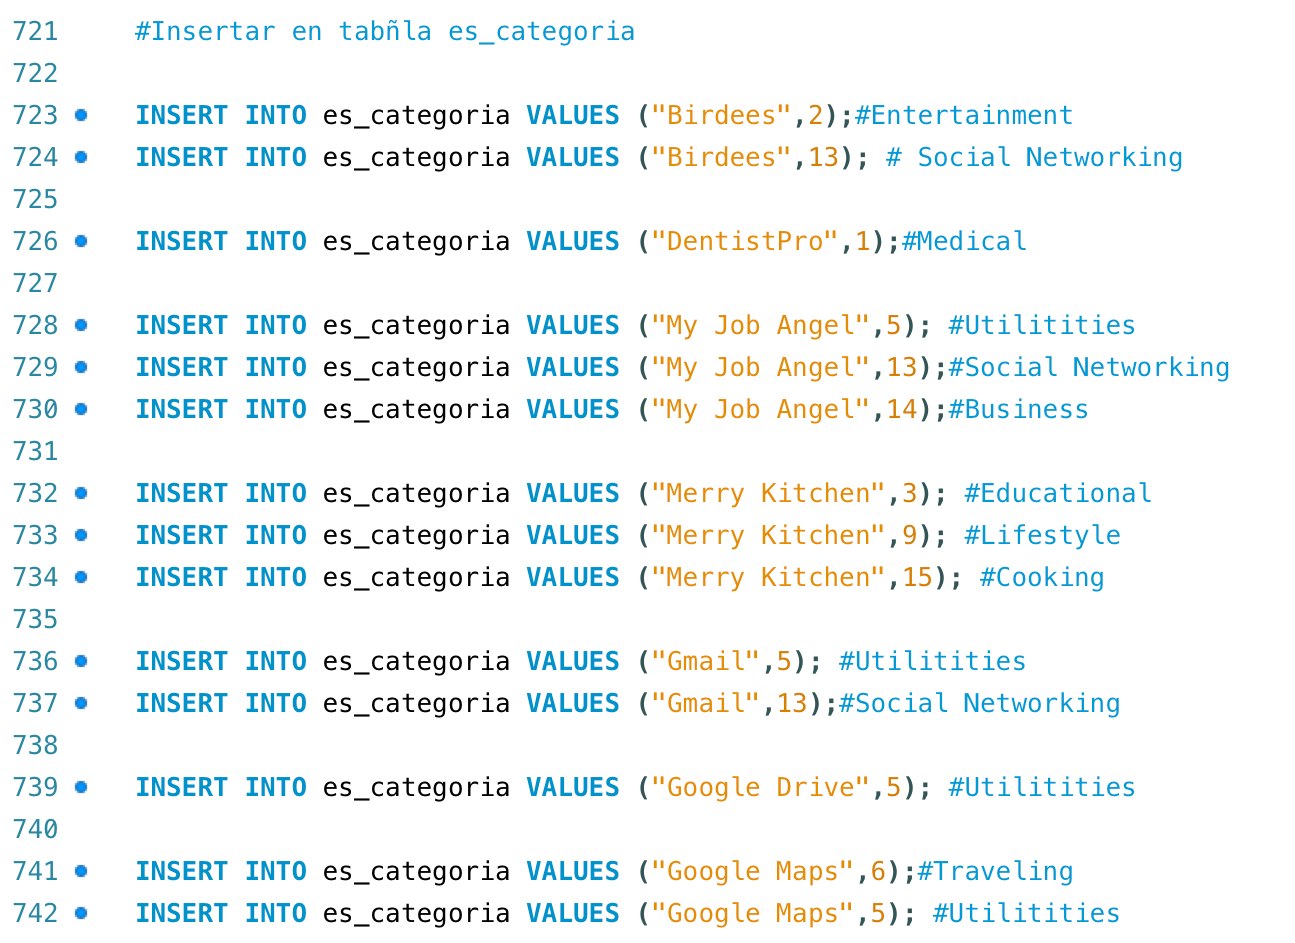 721 #Insertar en tabñla es_categoria
722
723 INSERT INTO es_categoria VALUES ("Birdees",2);#Entertainment
724 INSERT INTO es_categoria VALUES ("Birdees",13); # Social Networking
725
726 INSERT INTO es_categoria VALUES ("DentistPro",1);#Medical
727
728 INSERT INTO es_categoria VALUES ("My Job Angel",5); #Utilitities
729 INSERT INTO es_categoria VALUES ("My Job Angel",13);#Social Networking
730 INSERT INTO es_categoria VALUES ("My Job Angel",14);#Business
731
732 INSERT INTO es_categoria VALUES ("Merry Kitchen",3); #Educational
733 INSERT INTO es_categoria VALUES ("Merry Kitchen",9); #Lifestyle
734 INSERT INTO es_categoria VALUES ("Merry Kitchen",15); #Cooking
735
736 INSERT INTO es_categoria VALUES ("Gmail",5); #Utilitities
737 INSERT INTO es_categoria VALUES ("Gmail",13);#Social Networking
738
739 INSERT INTO es_categoria VALUES ("Google Drive",5); #Utilitities
740
741 INSERT INTO es_categoria VALUES ("Google Maps",6);#Traveling
742 INSERT INTO es_categoria VALUES ("Google Maps",5); #Utilitities